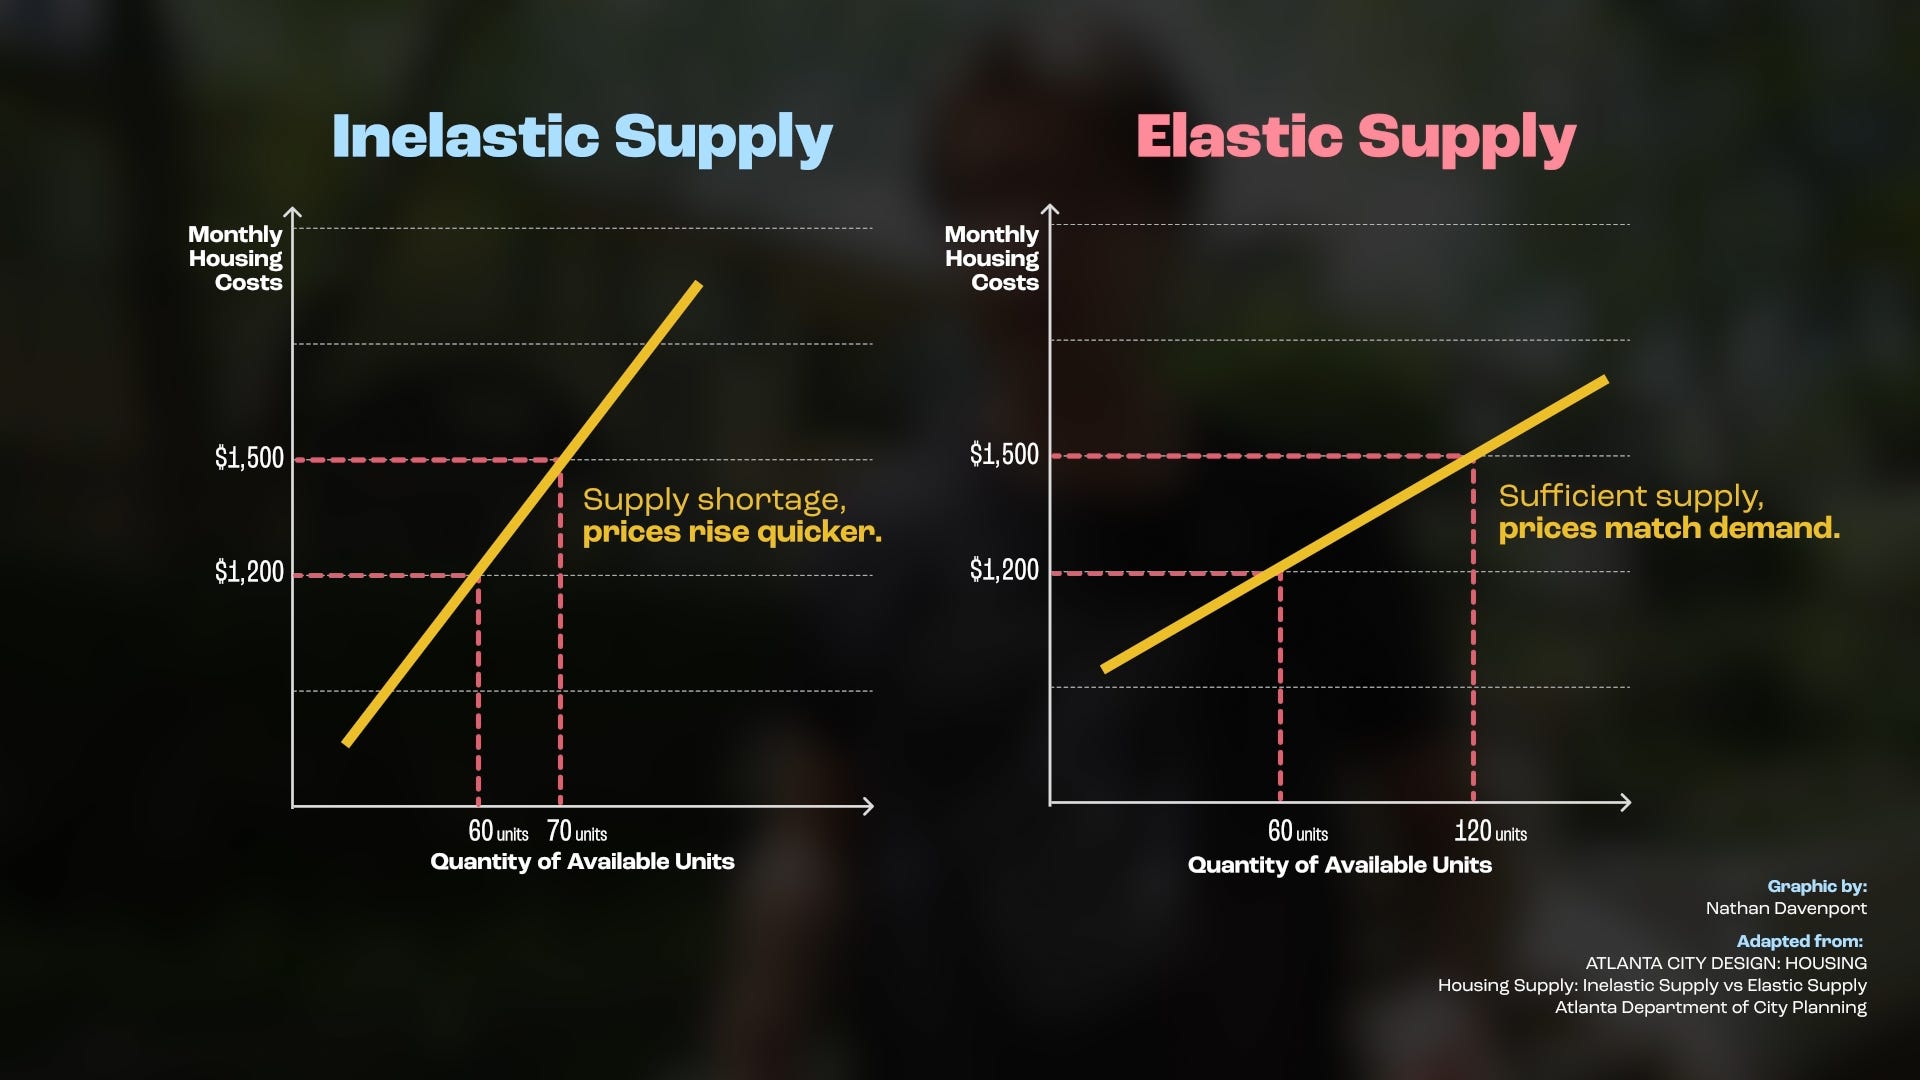 Inelastic Supply
Monthly
Housing
Costs
$1,500
$1,200
Supply shortage,
prices rise quicker.
60 units 70 units
Quantity of Available Units
Elastic Supply
Monthly
Housing
Costs
$1,500
$1,200
Sufficient supply,
prices match demand.
60 units 120 units
Quantity of Available Units
Graphic by:
Nathan Davenport
Adapted from:
ATLANTA CITY DESIGN: HOUSING
Housing Supply: Inelastic Supply vs Elastic Supply
Atlanta Department of City Planning